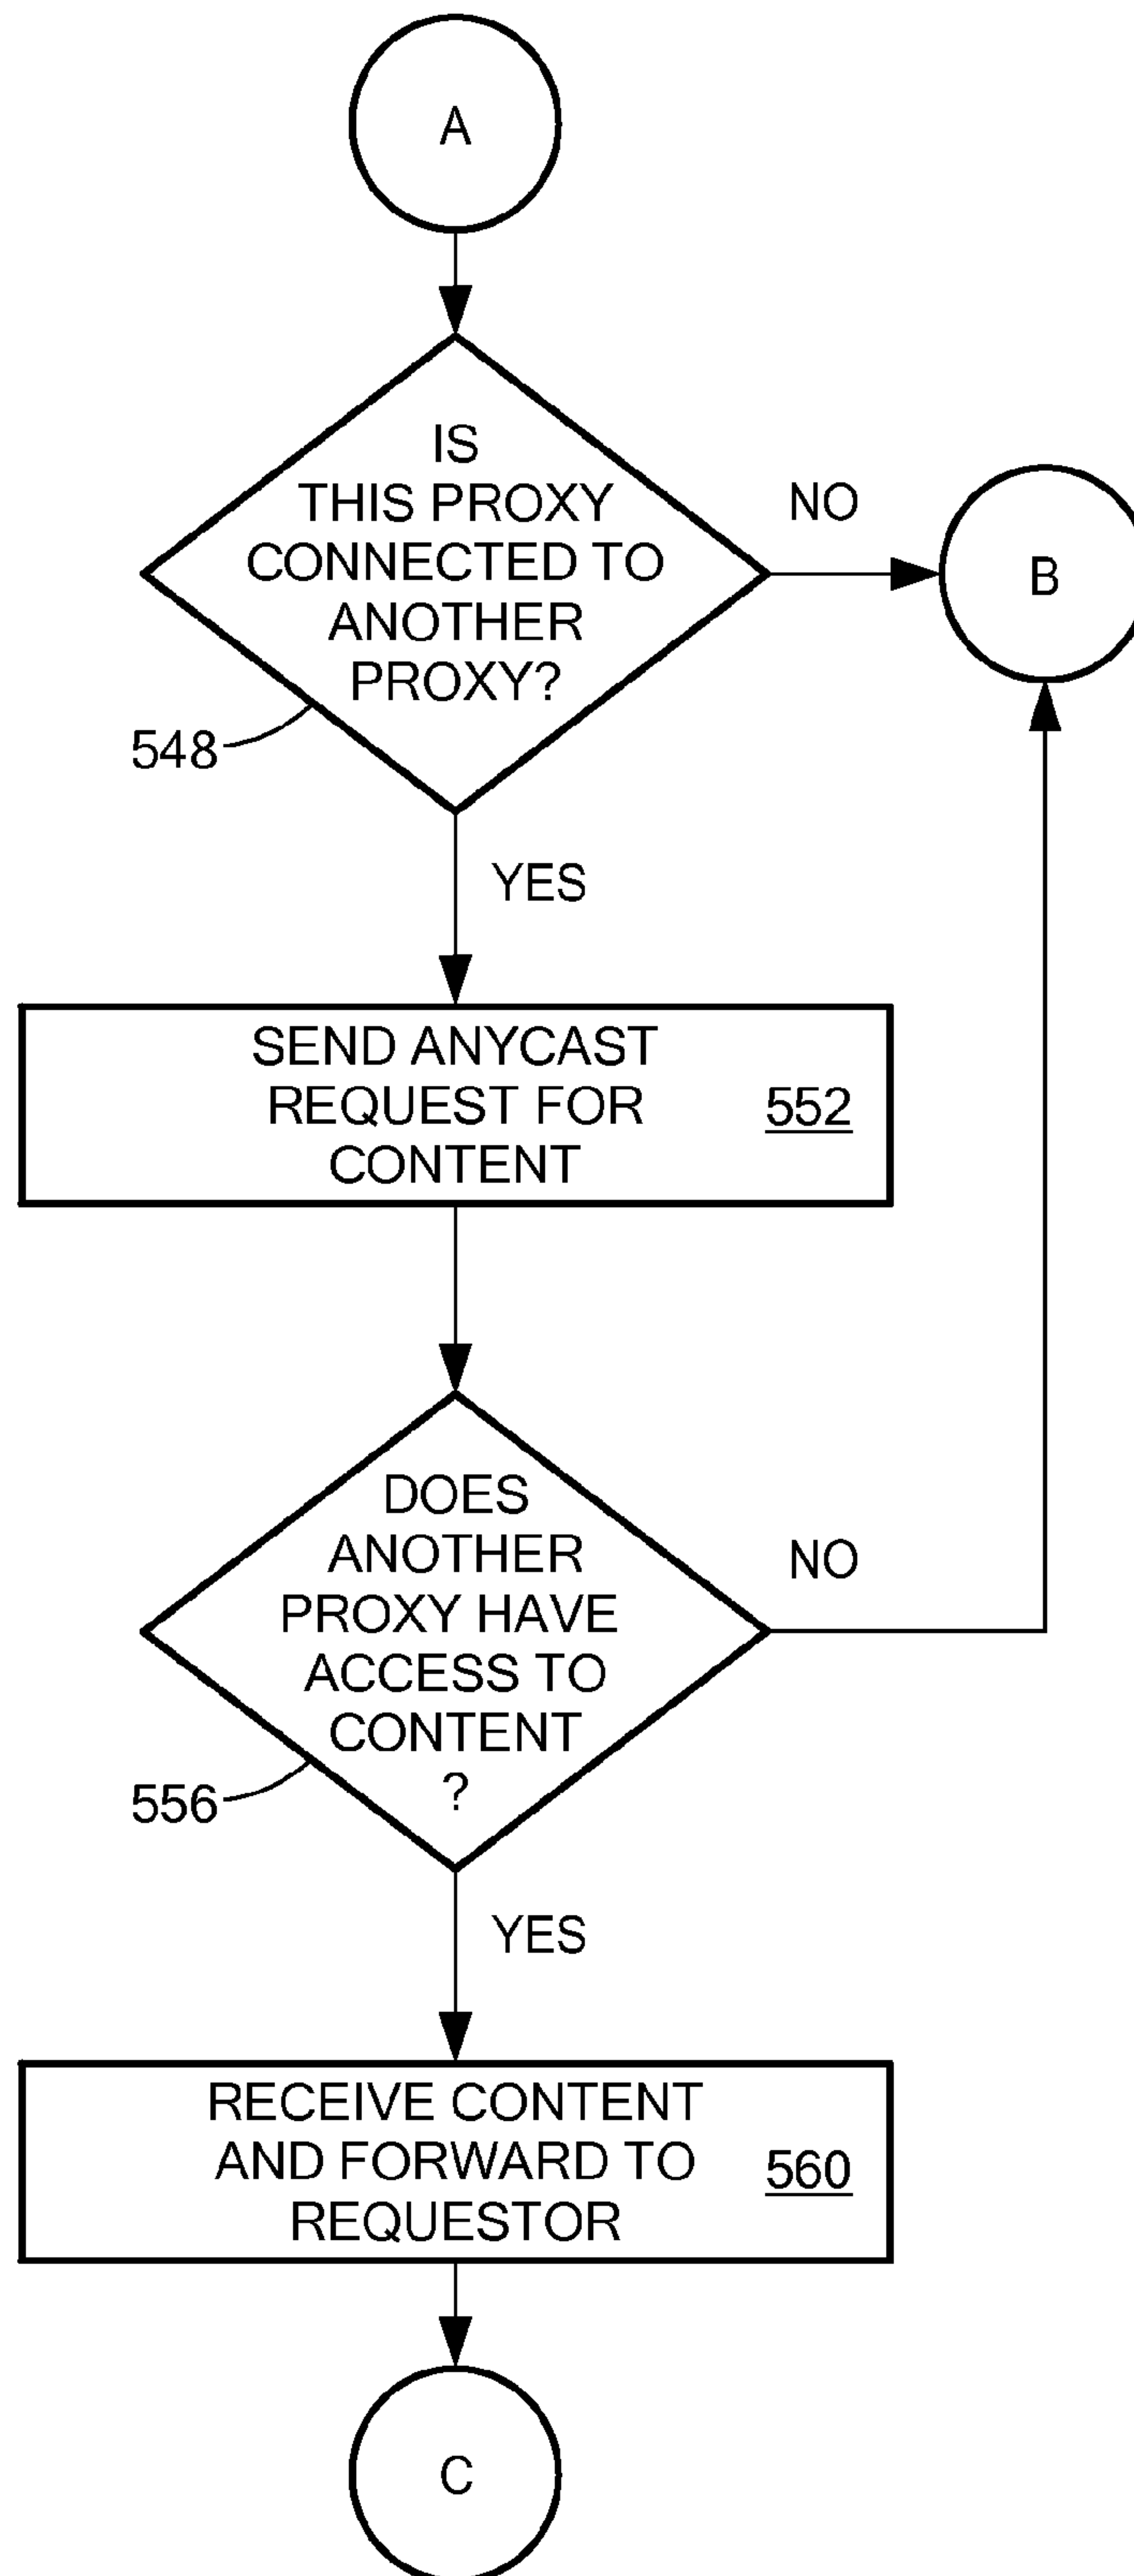 A
IS
THIS PROXY
CONNECTED TO
ANOTHER
PROXY?
NO
B
548
YES
SEND ANYCAST
REQUEST FOR
CONTENT
552
DOES
ANOTHER
PROXY HAVE
ACCESS TO
CONTENT
?
NO
556
YES
RECEIVE CONTENT
AND FORWARD TO
REQUESTOR
560
C